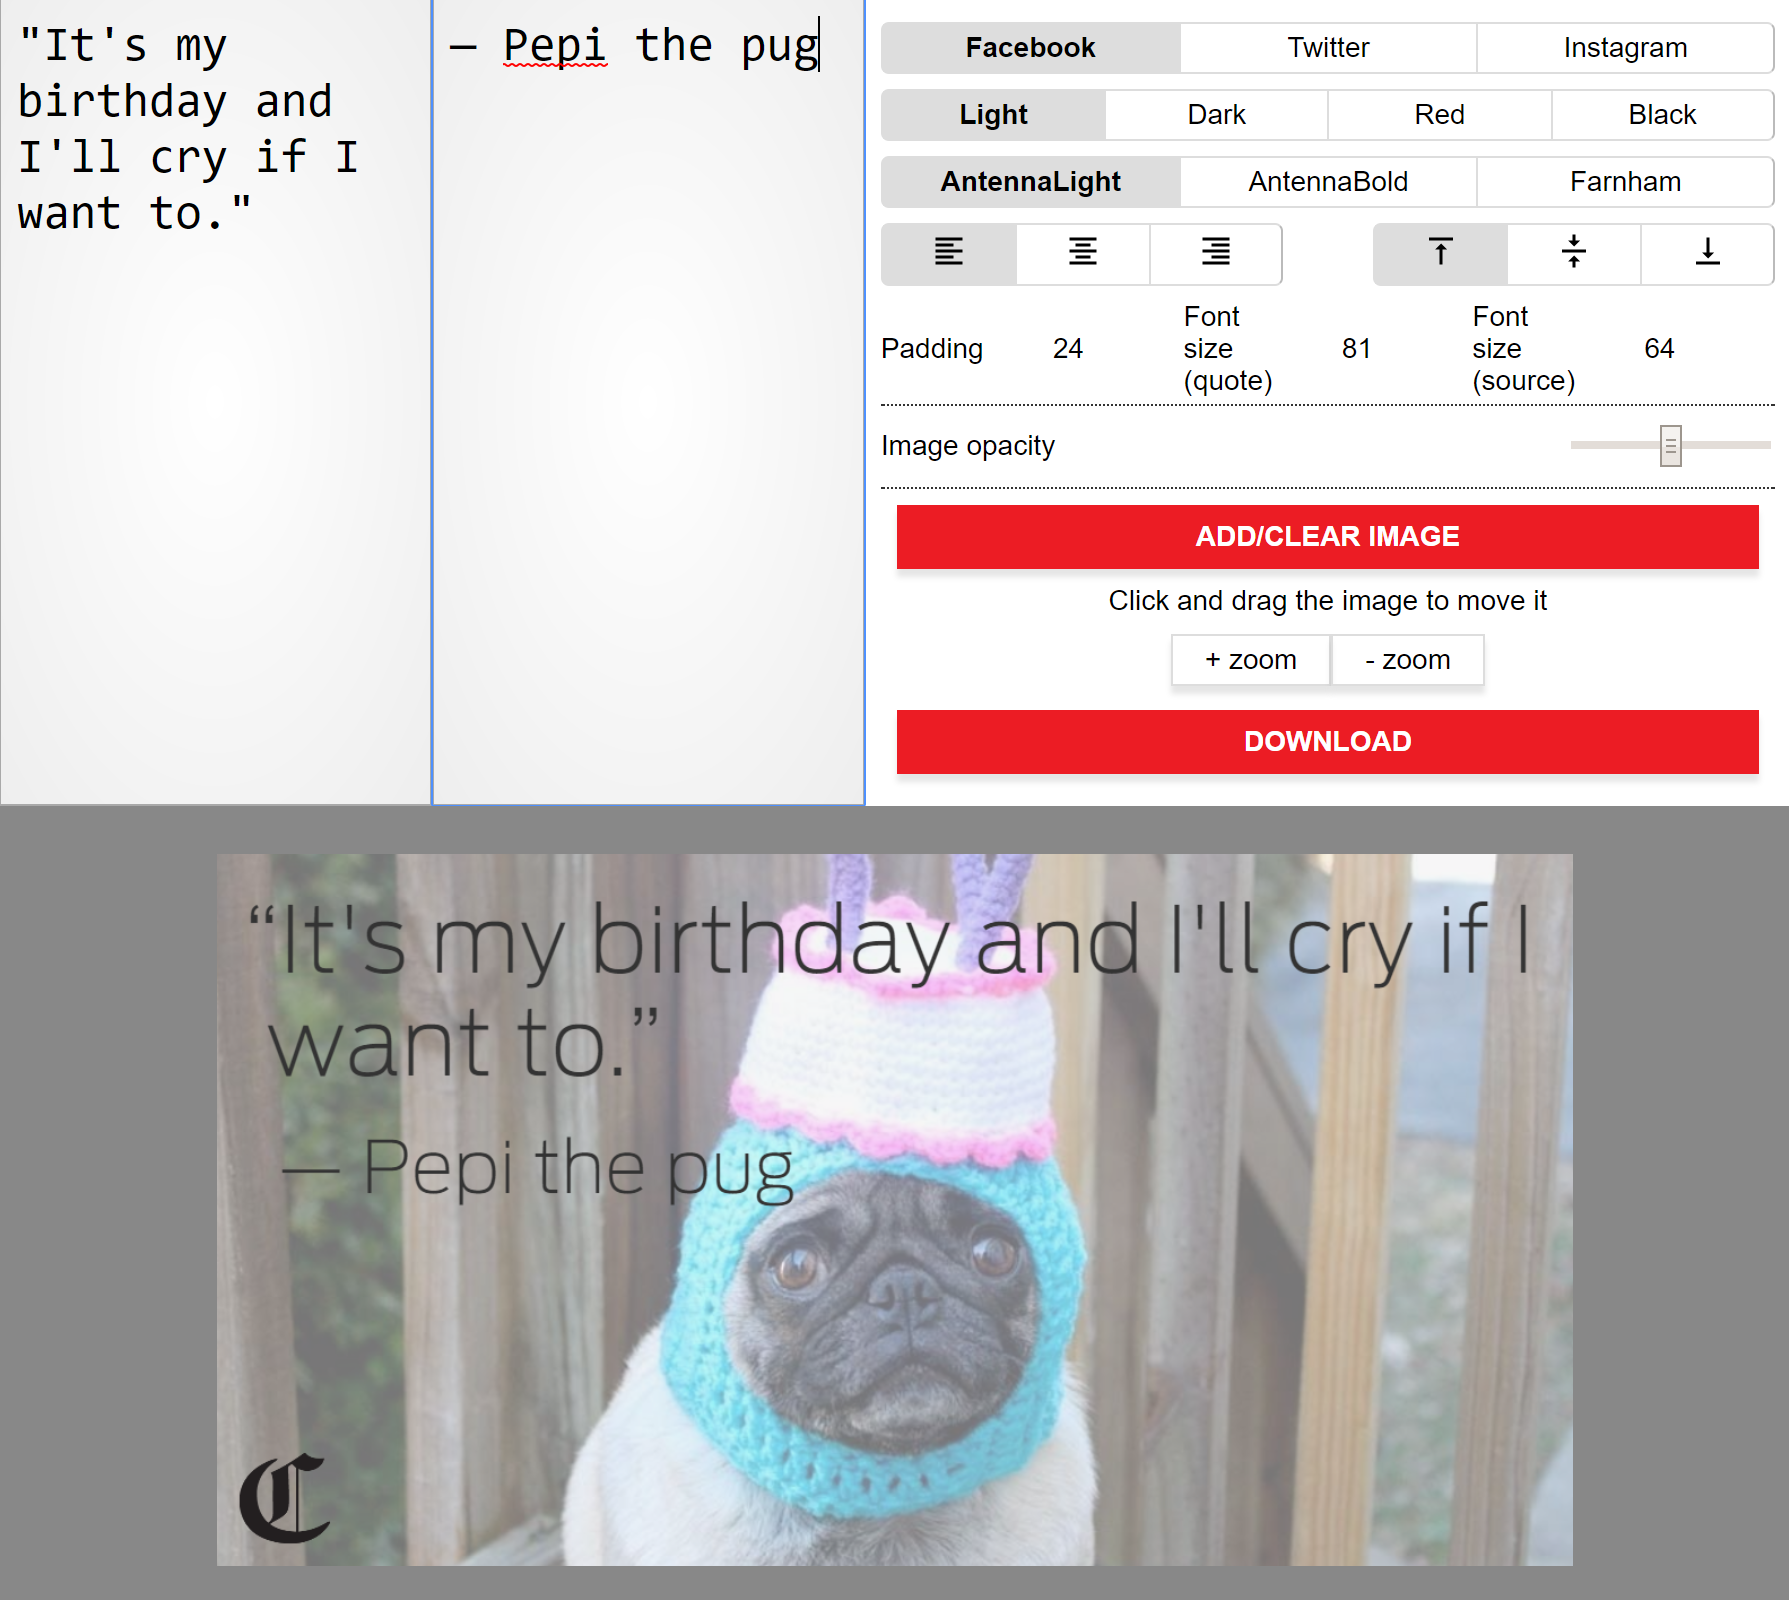 "It's my
birthday and
I'll cry if I
want to."
— Pepi the pug
Facebook Twitter Instagram
Light Dark Red Black
AntennaLight AntennaBold Farnham
Padding 24 Font size (quote) 81 Font size (source) 64
Image opacity
ADD/CLEAR IMAGE
Click and drag the image to move it
+ zoom - zoom
DOWNLOAD
“It's my birthday and I'll cry if I
want to.”
— Pepi the pug
C